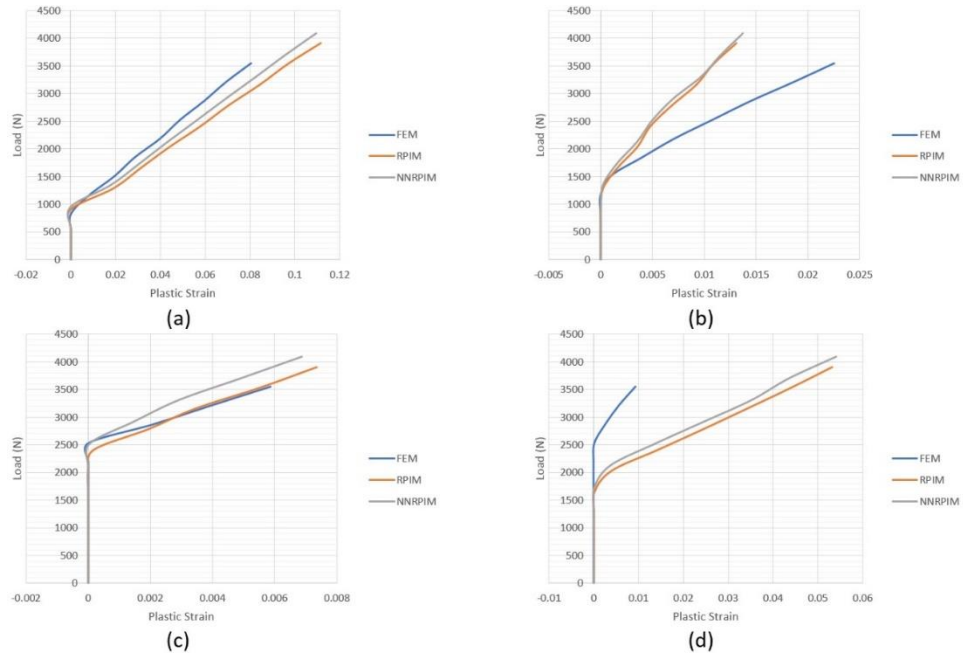 4500
4000
3500
3000
2500
2000
1500
1000
500
0
Load (N)
-0.02 0 0.02 0.04 0.06 0.08 0.1 0.12
Plastic Strain
FEM
RPIM
NNRPIM
(a)
4500
4000
3500
3000
2500
2000
1500
1000
500
0
Load (N)
-0.005 0 0.005 0.01 0.015 0.02 0.025
Plastic Strain
FEM
RPIM
NNRPIM
(b)
4500
4000
3500
3000
2500
2000
1500
1000
500
0
Load (N)
-0.002 0 0.002 0.004 0.006 0.008
Plastic Strain
FEM
RPIM
NNRPIM
(c)
4500
4000
3500
3000
2500
2000
1500
1000
500
0
Load (N)
-0.01 0 0.01 0.02 0.03 0.04 0.05 0.06
Plastic Strain
FEM
RPIM
NNRPIM
(d)